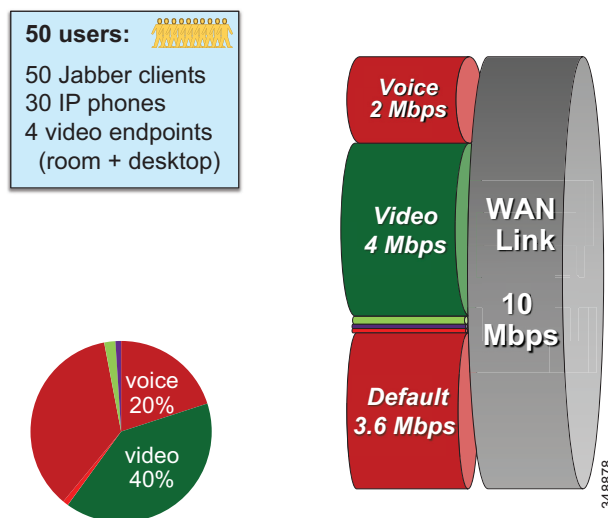 50 users:
50 Jabber clients
30 IP phones
4 video endpoints
(room + desktop)
Voice
2 Mbps
Video
4 Mbps
Default
3.6 Mbps
WAN
Link
10
Mbps
voice
20%
video
40%
348878